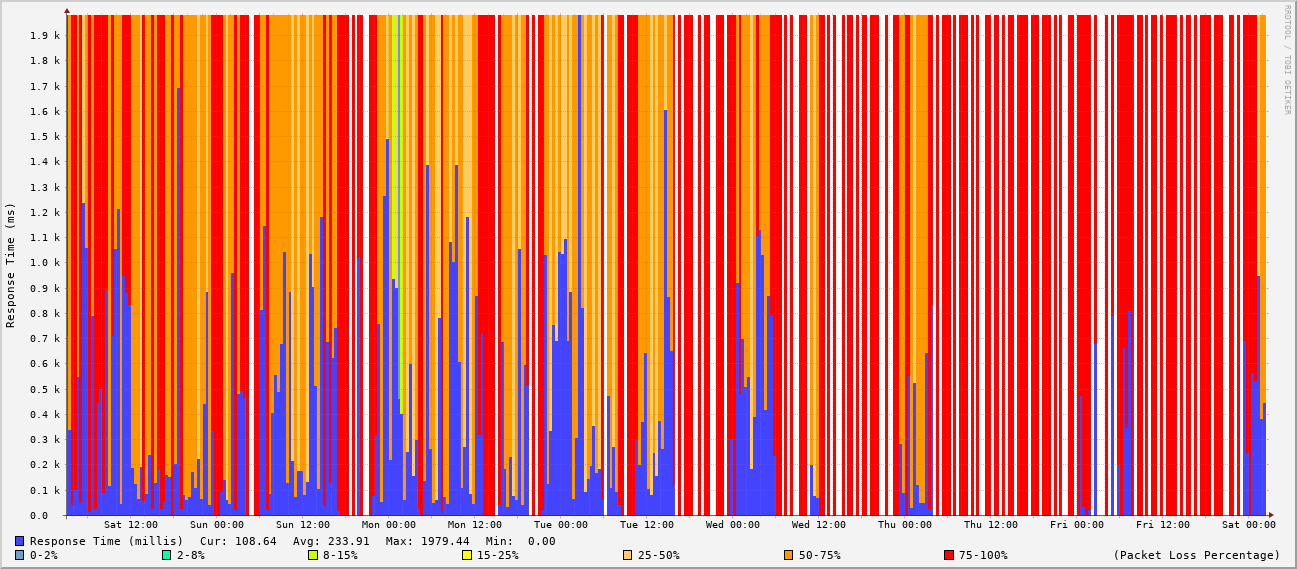 RRDTOOL / TOBI OETIKER
Response Time (ms)
1.9 k
1.8 k
1.7 k
1.6 k
1.5 k
1.4 k
1.3 k
1.2 k
1.1 k
1.0 k
0.9 k
0.8 k
0.7 k
0.6 k
0.5 k
0.4 k
0.3 k
0.2 k
0.1 k
0.0
Sat 12:00 Sun 00:00 Sun 12:00 Mon 00:00 Mon 12:00 Tue 00:00 Tue 12:00 Wed 00:00 Wed 12:00 Thu 00:00 Thu 12:00 Fri 00:00 Fri 12:00 Sat 00:00
Response Time (millis) Cur: 108.64 Avg: 233.91 Max: 1979.44 Min: 0.00
0-2% 2-8% 8-15% 15-25% 25-50% 50-75% 75-100% (Packet Loss Percentage)